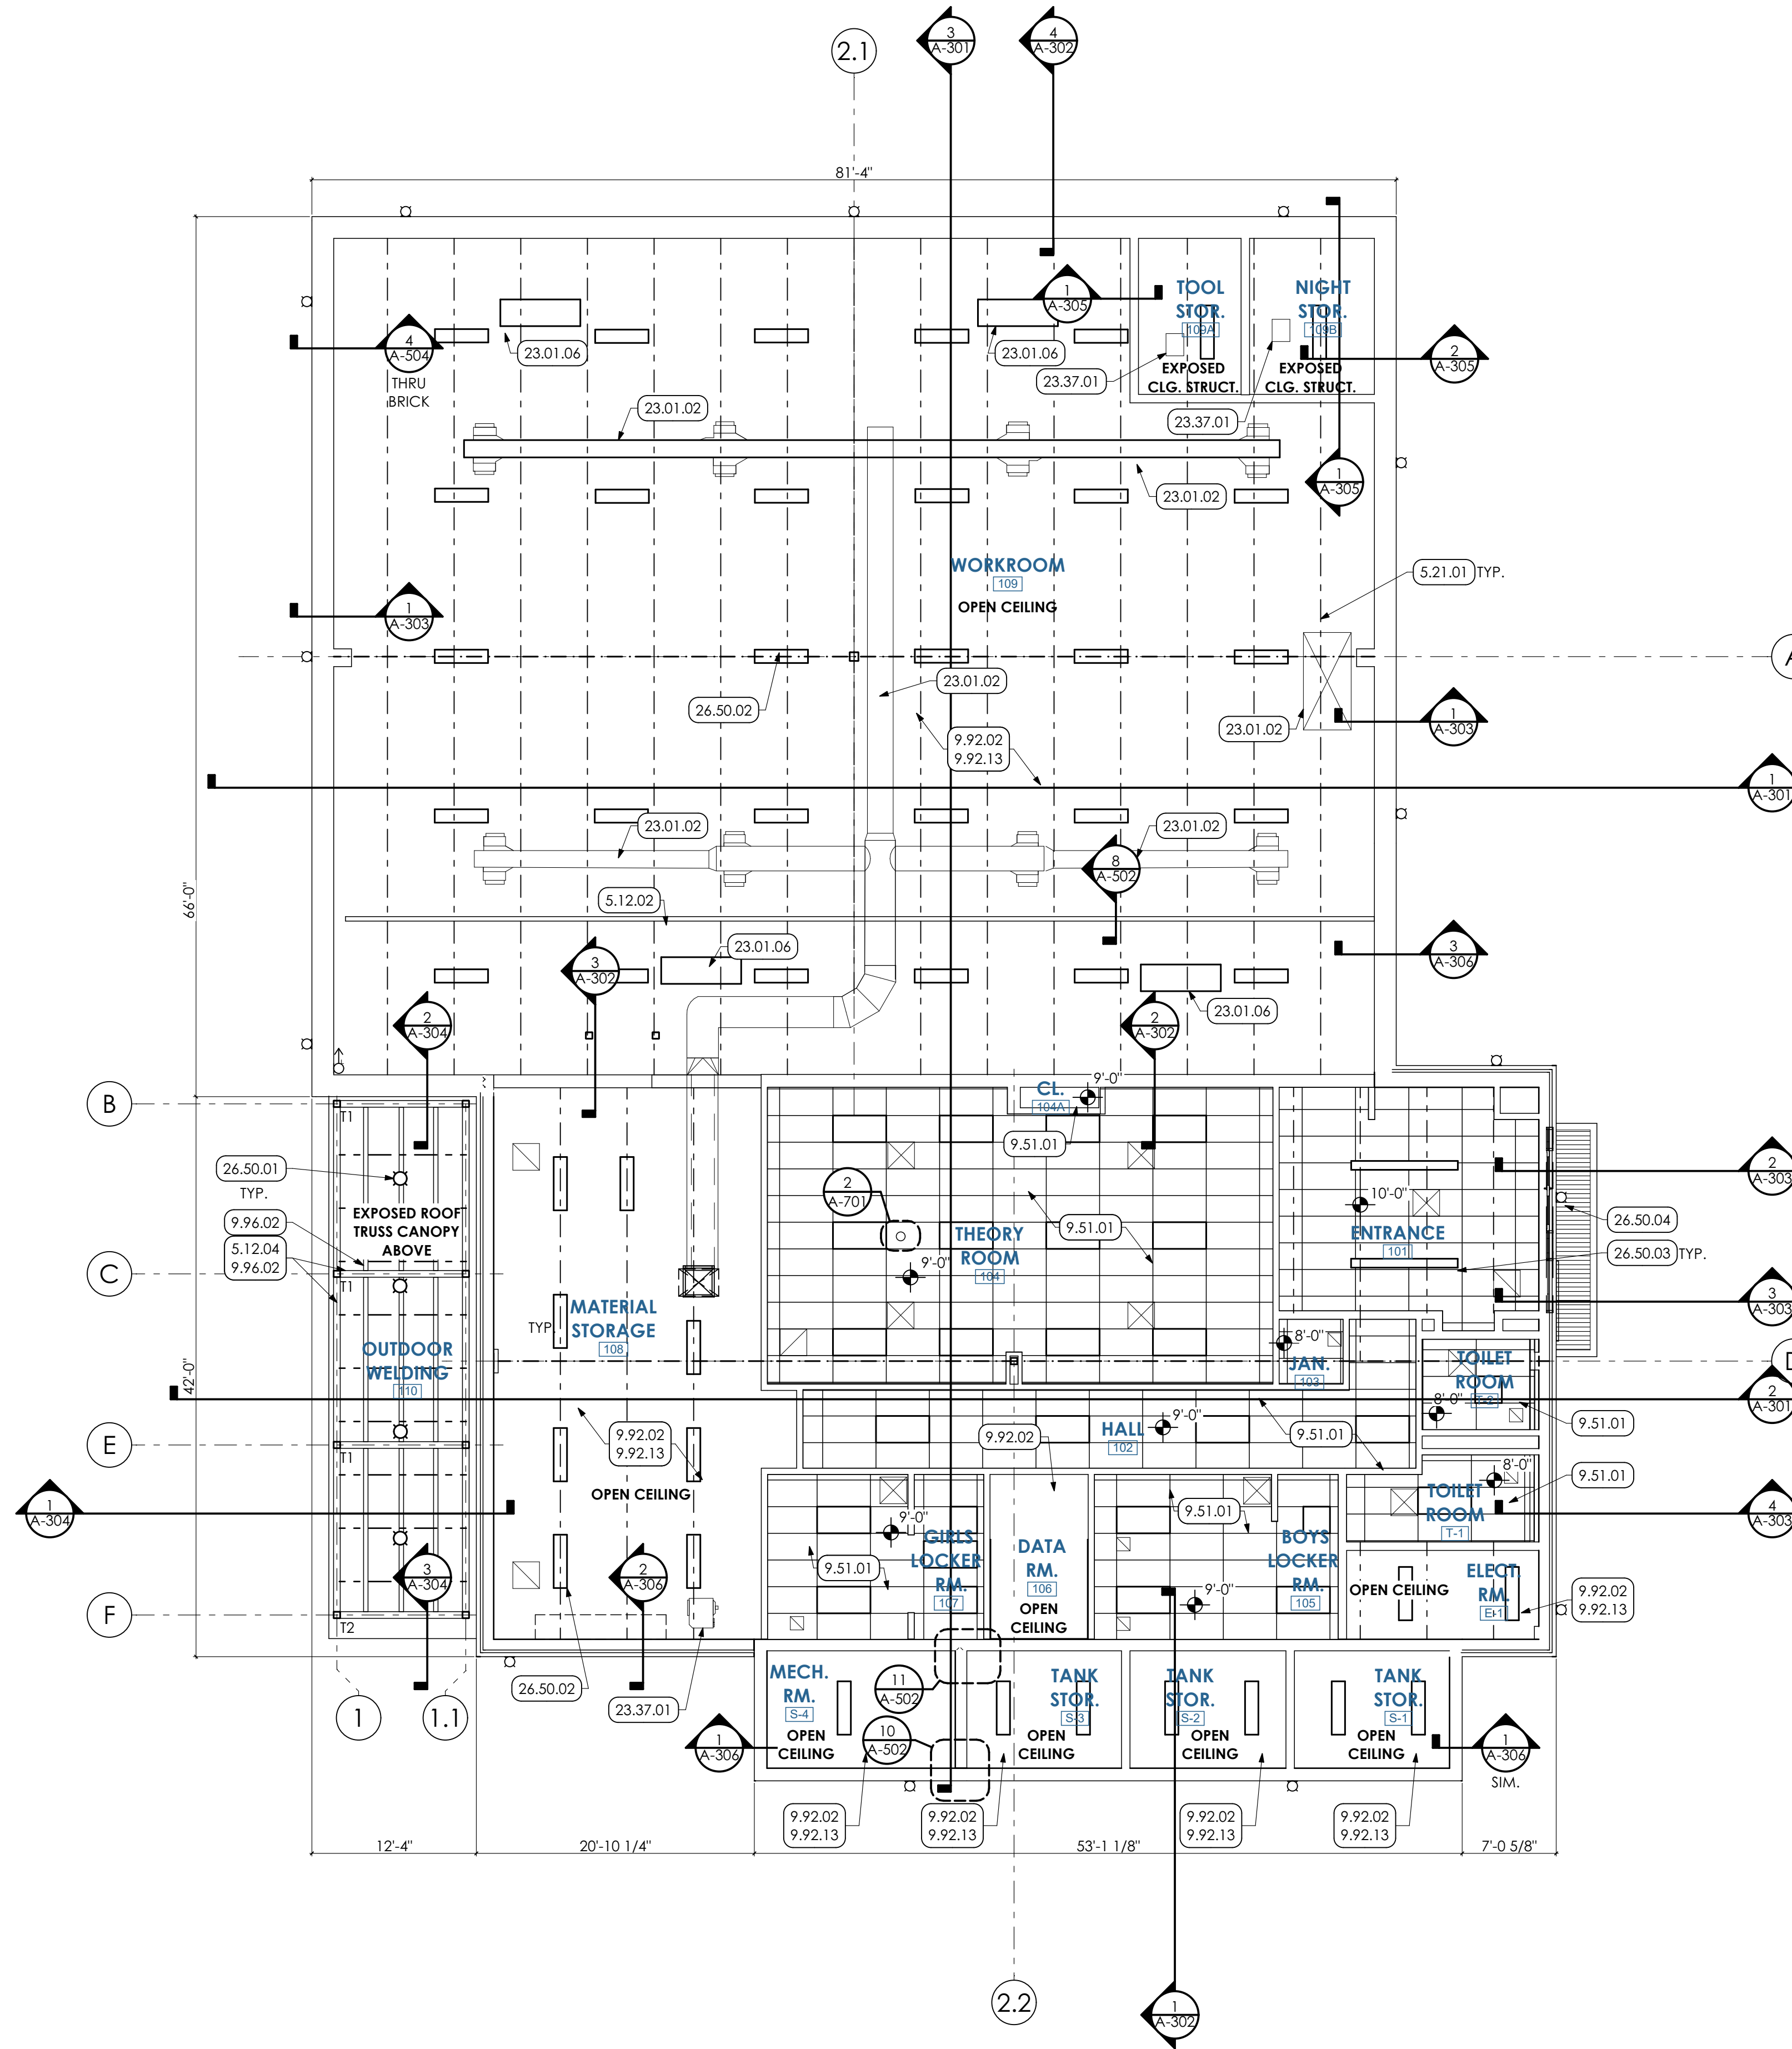 3
A-301
4
A-302
2.1
81'-4"
TOOL
STOR.
109A
EXPOSED
CLG. STRUCT.
NIGHT
STOR.
109B
EXPOSED
CLG. STRUCT.
1
A-305
4
A-504
THRU
BRICK
23.01.06
23.01.06
23.37.01
2
A-305
23.01.02
23.37.01
1
A-305
23.01.02
WORKROOM
109
OPEN CEILING
5.21.01
TYP.
1
A-303
A
23.01.02
26.50.02
23.01.02
1
A-303
9.92.02
9.92.13
1
A-301
23.01.02
23.01.02
8
A-502
66'-0"
5.12.02
23.01.06
3
A-302
3
A-306
23.01.06
2
A-304
2
A-302
B
T1
CL.
104A
9'-0"
9.51.01
26.50.01
TYP.
2
A-303
2
A-701
10'-0"
9.96.02
EXPOSED ROOF
TRUSS CANOPY
ABOVE
5.12.04
9.96.02
9.51.01
THEORY
ROOM
104
9'-0"
ENTRANCE
101
26.50.04
26.50.03
TYP.
C
T1
3
A-303
MATERIAL
STORAGE
108
TYP.
OUTDOOR
WELDING
110
42'-0"
8'-0"
JAN.
103
TOILET
ROOM
T-2
8'-0"
2
A-301
9.51.01
E
T1
9.92.02
9.92.13
HALL
102
9'-0"
9.92.02
9.51.01
8'-0"
9.51.01
TOILET
ROOM
T-1
1
A-304
OPEN CEILING
9.51.01
4
A-303
9'-0"
GIRLS
LOCKER
RM.
107
9.51.01
DATA
RM.
106
OPEN
CEILING
BOYS
LOCKER
RM.
105
9'-0"
OPEN CEILING
ELECT.
RM.
E-1
9.92.02
9.92.13
3
A-304
2
A-306
F
T2
26.50.02
23.37.01
1
1.1
MECH.
RM.
S-4
OPEN
CEILING
11
A-502
10
A-502
TANK
STOR.
S-3
OPEN
CEILING
TANK
STOR.
S-2
OPEN
CEILING
TANK
STOR.
S-1
OPEN
CEILING
1
A-306
1
A-306
SIM.
9.92.02
9.92.13
9.92.02
9.92.13
9.92.02
9.92.13
9.92.02
9.92.13
12'-4"
20'-10 1/4"
53'-1 1/8"
7'-0 5/8"
2.2
1
A-302